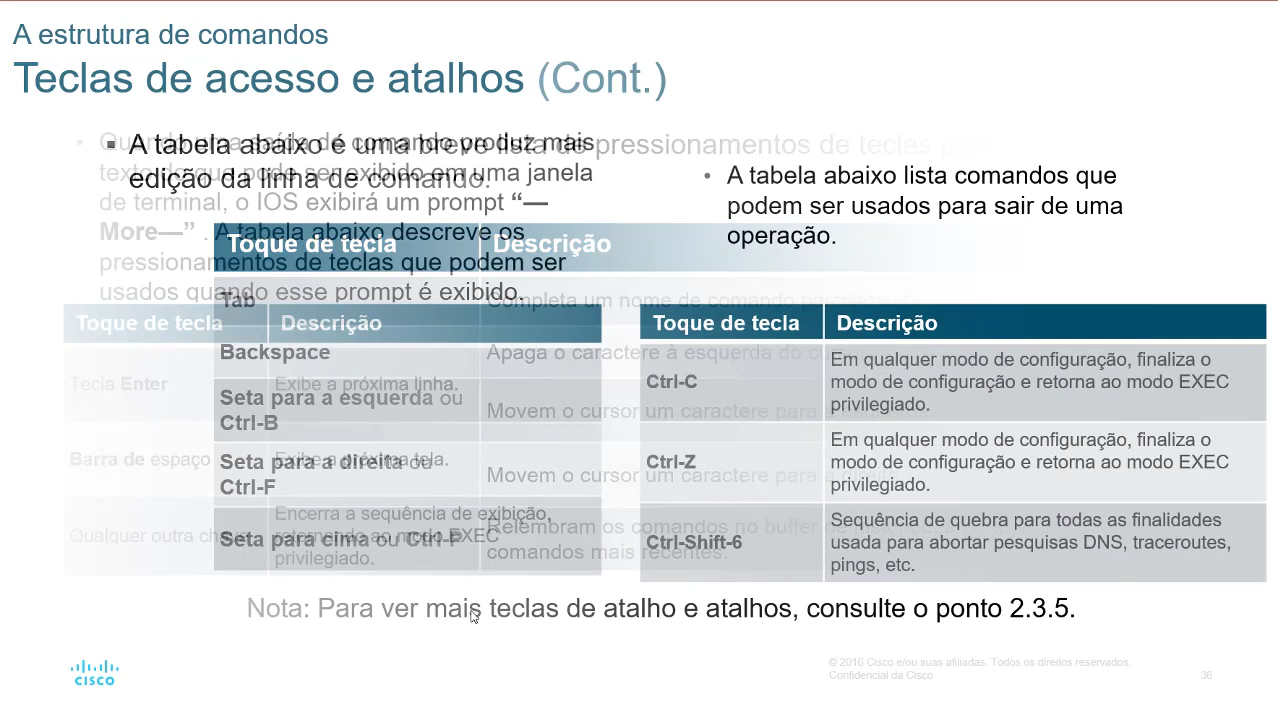 A estrutura de comandos
Teclas de acesso e atalhos (Cont.)
A tabela abaixo é uma breve lista de pressionamentos de teclas
edição da linha de comando.
Quando uma saída de comando produz mais
texto do que pode ser exibido em uma janela
de terminal, o IOS exibirá um prompt “—
More—” . A tabela abaixo descreve os
pressionamentos de teclas que podem ser
usados quando esse prompt é exibido.
• A tabela abaixo lista comandos que
podem ser usados para sair de uma
operação.
Toque de tecla Descrição
Tab Completa um nome de comando
Backspace Apaga o caractere à esquerda do
Seta para a esquerda ou
Ctrl-B
Movem o cursor um caractere para
Seta para a direita ou
Ctrl-F
Movem o cursor um caractere para a direita
Seta para cima ou Ctrl-P
Relembram os comandos no buffer de
comandos mais recentes.
Toque de tecla Descrição
Tecla Enter Exibe a próxima linha.
Barra de espaço Exibe a próxima tela.
Qualquer outra
Encerra a sequência de exibição,
retornando ao modo EXEC
privilegiado.
Toque de tecla Descrição
Ctrl-C
Em qualquer modo de configuração, finaliza o
modo de configuração e retorna ao modo EXEC
privilegiado.
Ctrl-Z
Em qualquer modo de configuração, finaliza o
modo de configuração e retorna ao modo EXEC
privilegiado.
Ctrl-Shift-6
Sequência de quebra para todas as finalidades
usada para abortar pesquisas DNS, traceroutes,
pings, etc.
Nota: Para ver mais teclas de atalho e atalhos, consulte o ponto 2.3.5.
CISCO
© 2016 Cisco e/ou suas afiliadas. Todos os direitos reservados.
Confidencial da Cisco
36